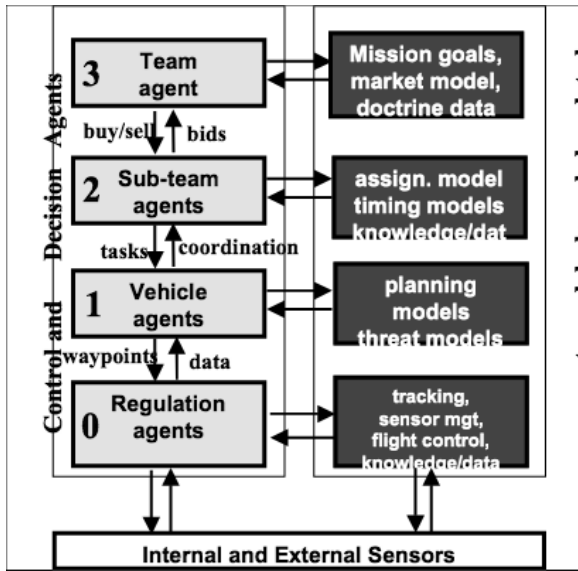 Control and Decision Agents
3
Team
agent
Mission goals,
market model,
doctrine data
buy/sell
bids
2
Sub-team
agents
assign. model
timing models
knowledge/dat
tasks
coordination
1
Vehicle
agents
planning
models
threat models
waypoints
data
0
Regulation
agents
tracking,
sensor mgt,
flight control,
knowledge/data
Internal and External Sensors